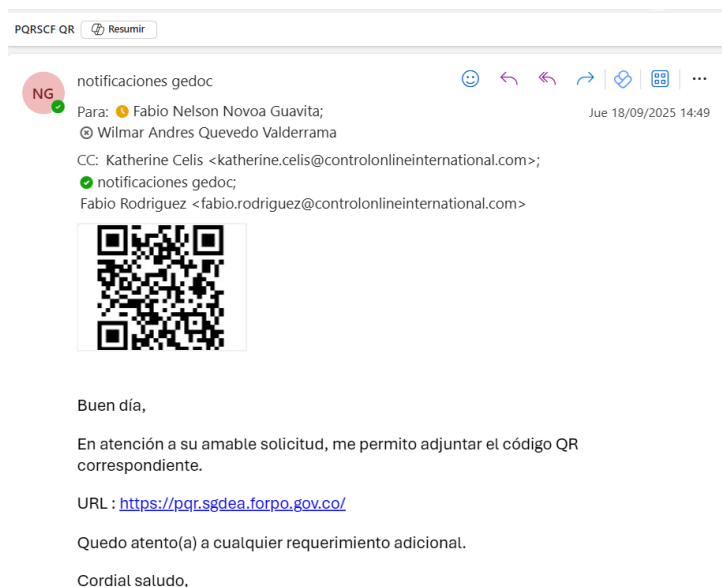 PQRSCF QR Resumir
NG
notificaciones gedoc
Para: Fabio Nelson Novoa Guavita;
Wilmar Andres Quevedo Valderrama
Jue 18/09/2025 14:49
CC: Katherine Celis <katherine.celis@controlonlineinternational.com>;
notificaciones gedoc;
Fabio Rodriguez <fabio.rodriguez@controlonlineinternational.com>
Buen día,
En atención a su amable solicitud, me permito adjuntar el código QR
correspondiente.
URL : https://pqr.sgdea.forpo.gov.co/
Quedo atento(a) a cualquier requerimiento adicional.
Cordial saludo,